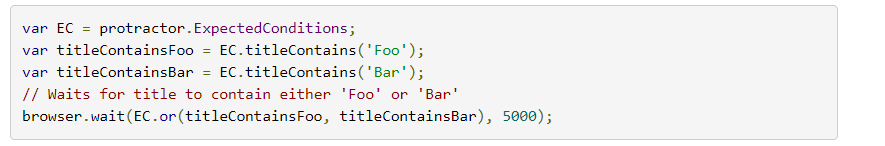 var EC = protractor.ExpectedConditions;
var titleContainsFoo = EC.titleContains('Foo');
var titleContainsBar = EC.titleContains('Bar');
// Waits for title to contain either 'Foo' or 'Bar'
browser.wait(EC.or(titleContainsFoo, titleContainsBar), 5000);